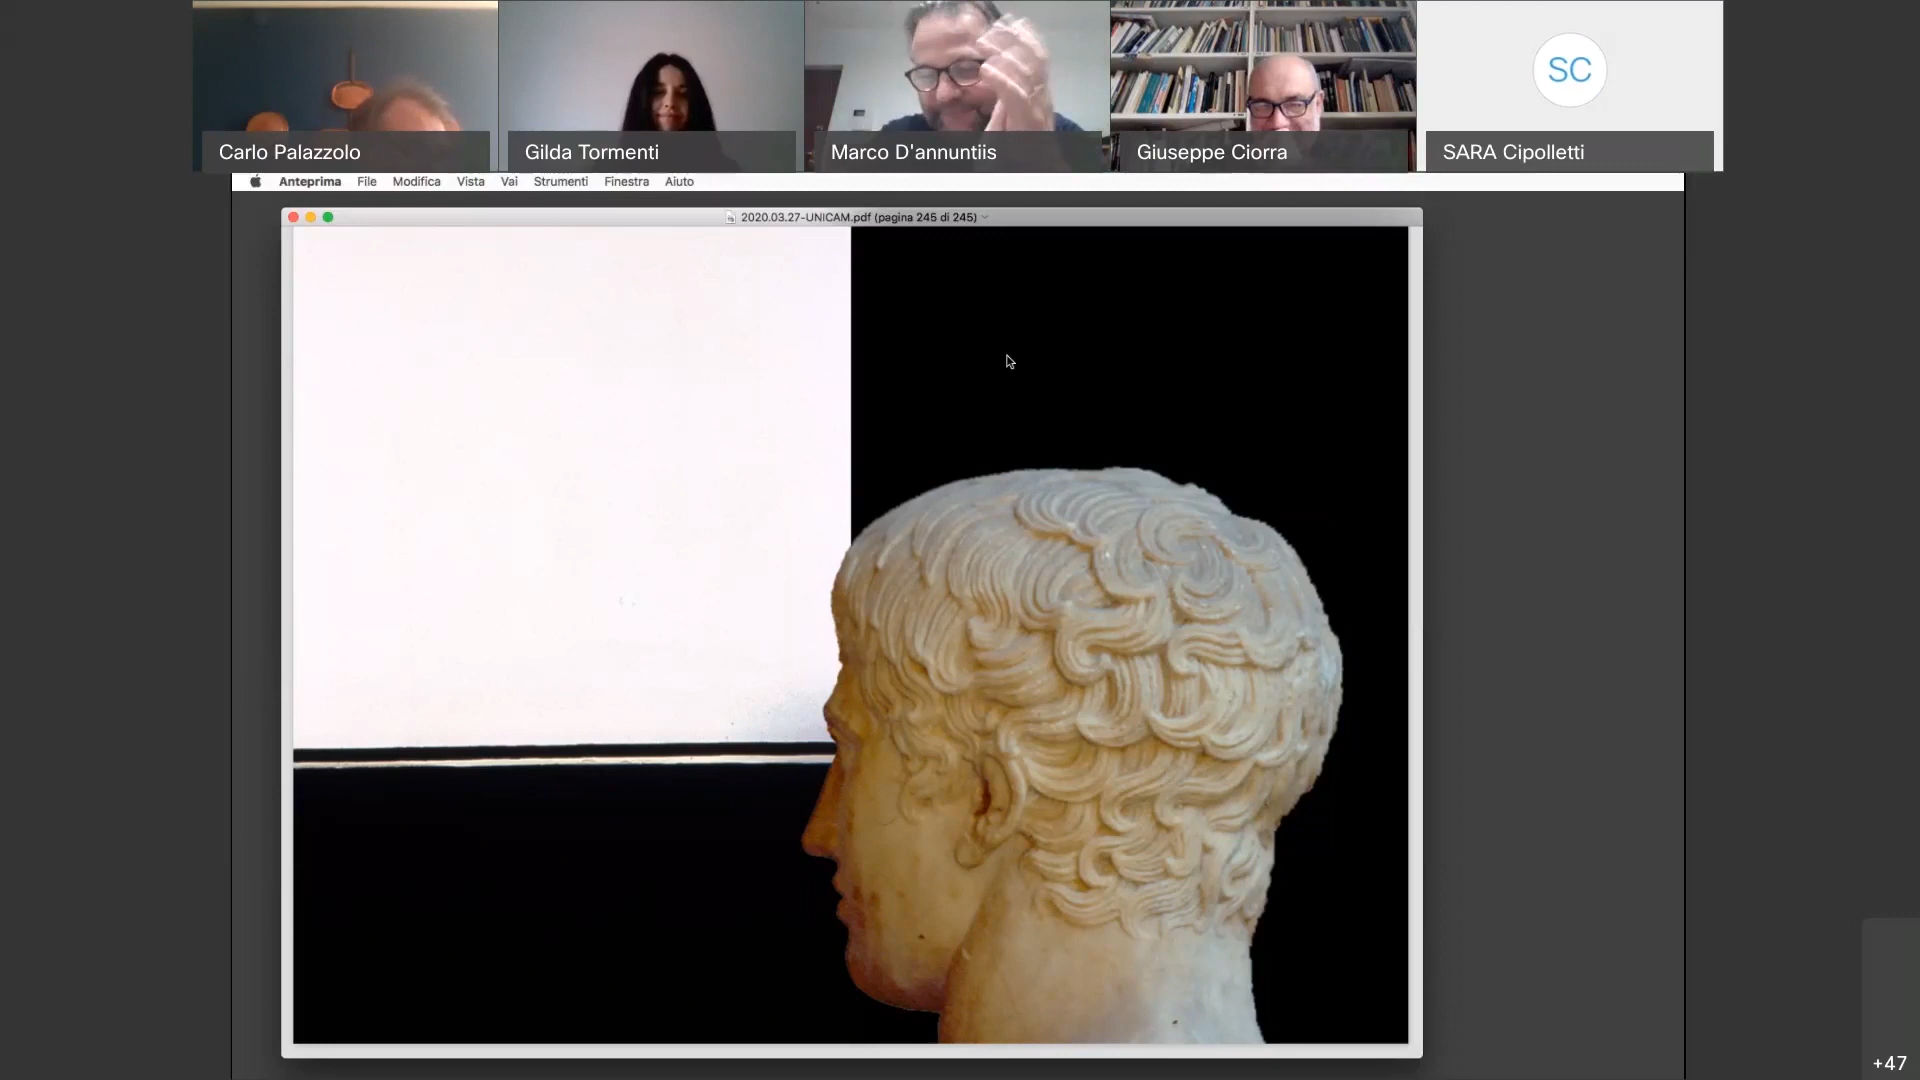 Carlo Palazzolo
Gilda Tormenti
Marco D'annuntiis
Giuseppe Ciorra
SC
SARA Cipolletti
Anteprima File Modifica Vista Vai Strumenti Finestra Aiuto
2020.03.27-UNICAM.pdf (pagina 245 di 245)
+47